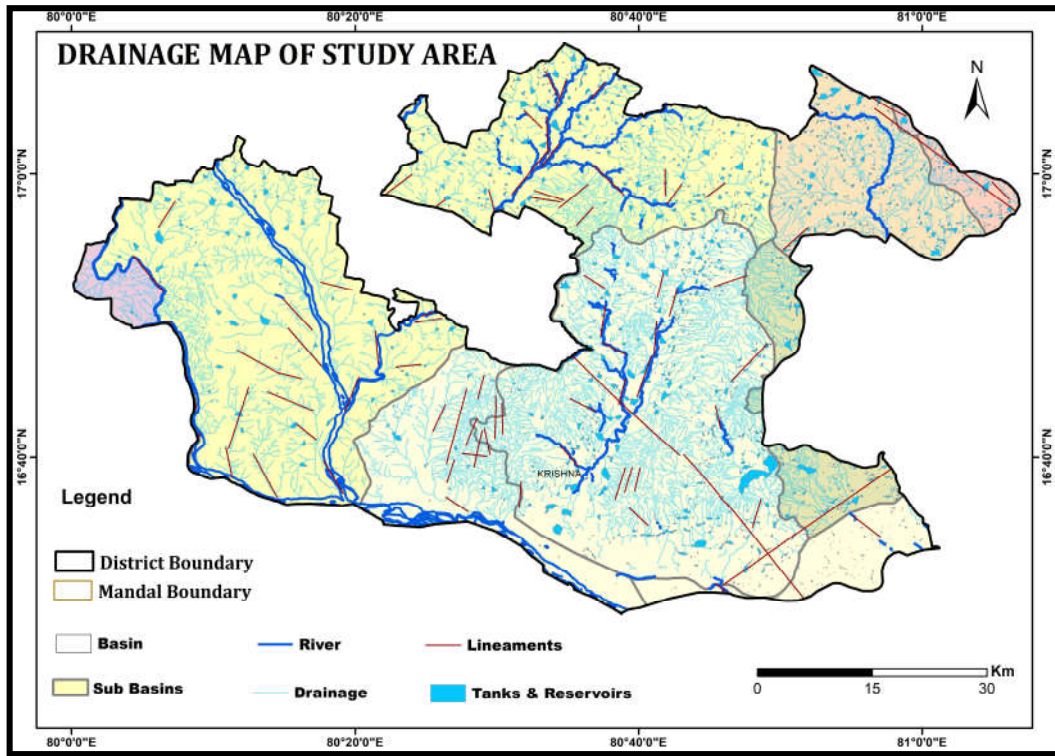 80°0'0"E 80°20'0"E 80°40'0"E 81°0'0"E
DRAINAGE MAP OF STUDY AREA
N
17°0'0"N 17°0'0"N
16°40'0"N 16°40'0"N
KRISHNA
Legend
District Boundary
Mandal Boundary
Basin River Lineaments
Sub Basins Drainage Tanks & Reservoirs
Km
0 15 30
80°0'0"E 80°20'0"E 80°40'0"E 81°0'0"E